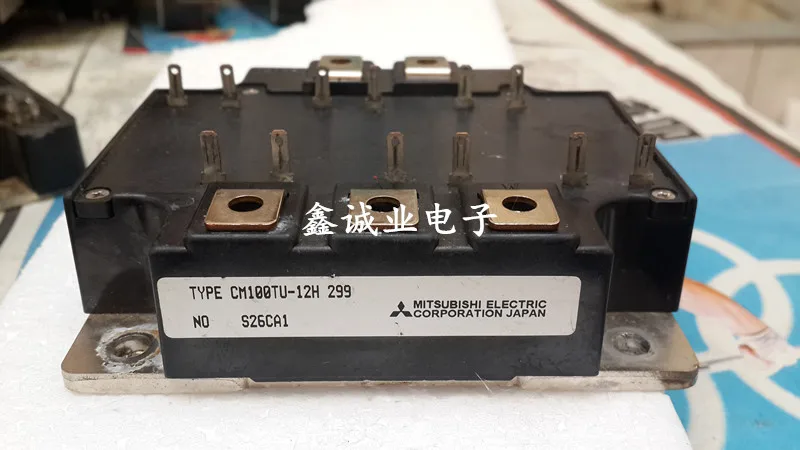 鑫诚业电子
TYPE CM100TU-12H 299
NO S26CA1
MITSUBISHI ELECTRIC
CORPORATION JAPAN